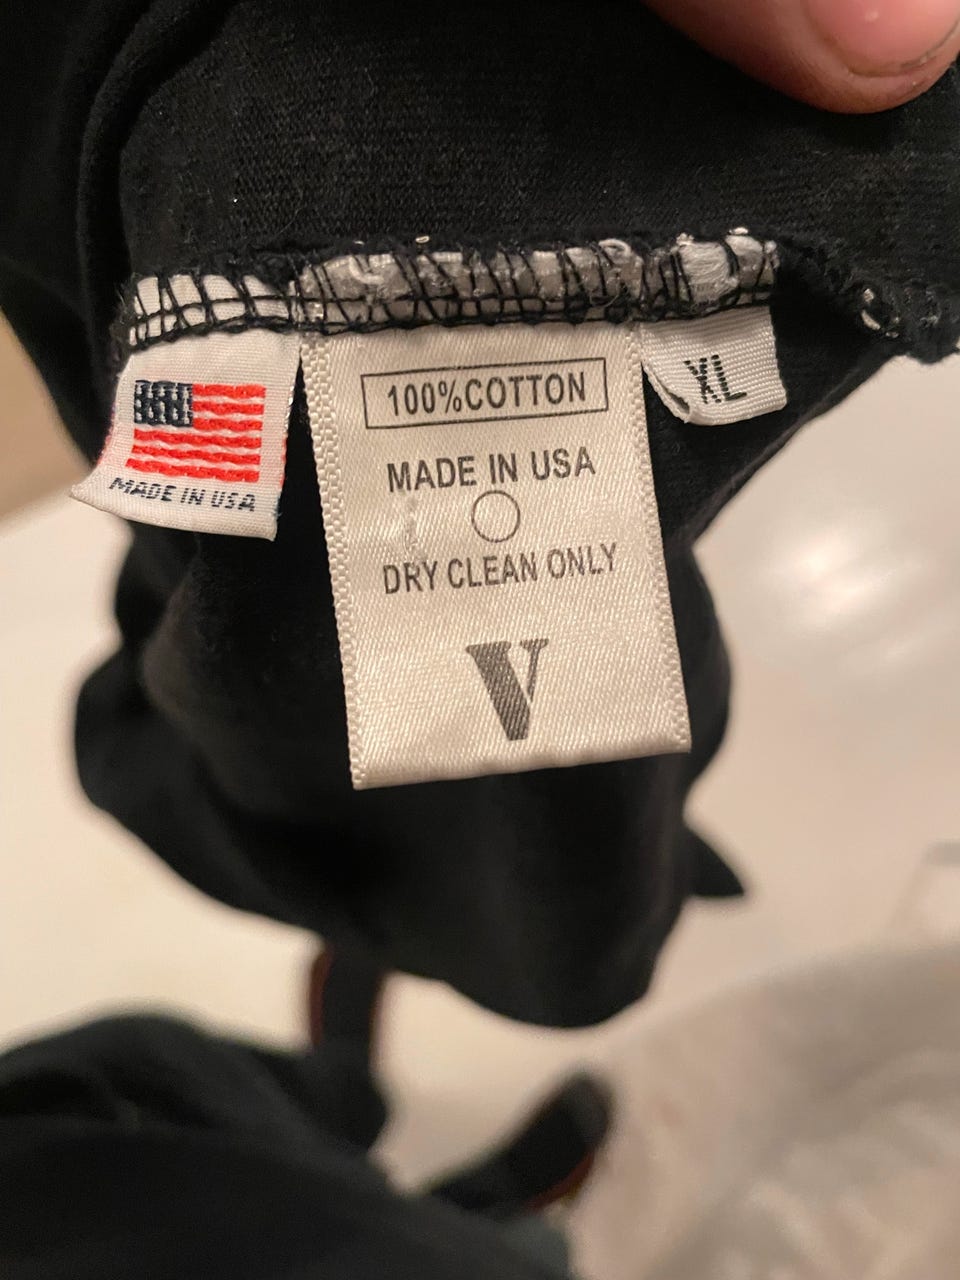 MADE IN USA
100%COTTON
MADE IN USA
DRY CLEAN ONLY
V
XL